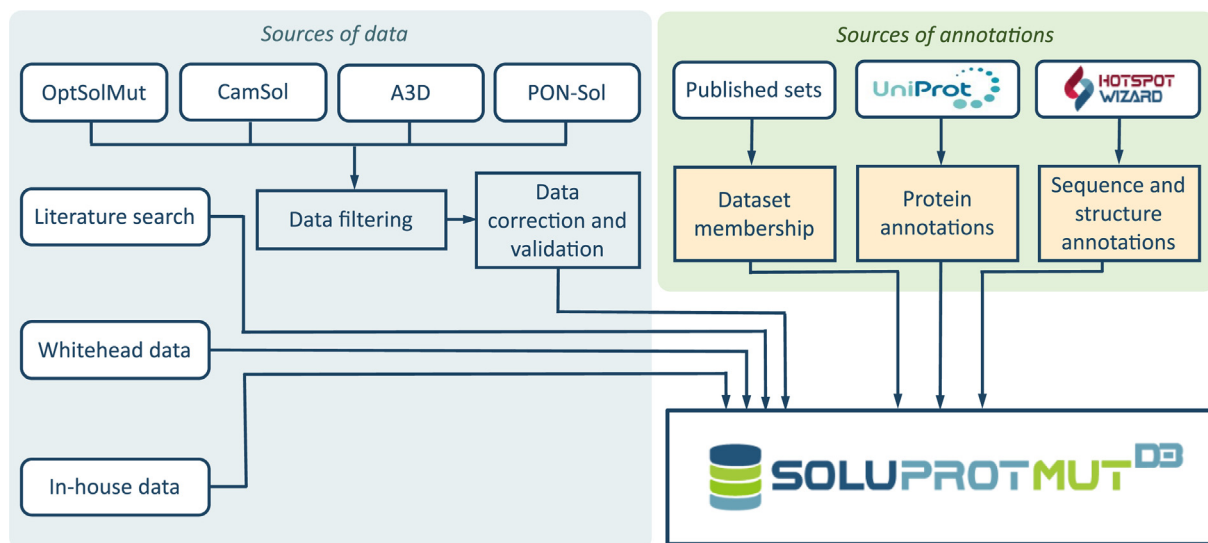 Sources of data
OptSolMut
CamSol
A3D
PON-Sol
Literature search
Data filtering
Data
correction and
validation
Whitehead data
In-house data
Sources of annotations
Published sets
UniProt
HOTSPOT
WIZARD
Dataset
membership
Protein
annotations
Sequence and
structure
annotations
SOLUPROTMUT DB